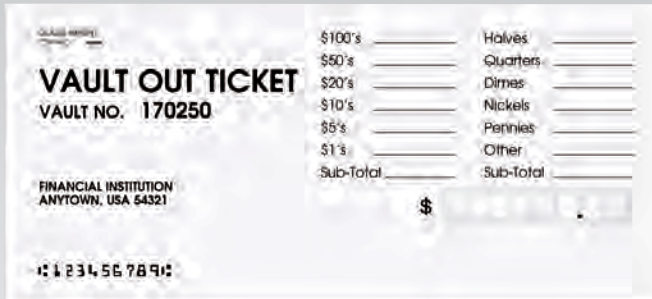 VAULT OUT TICKET
VAULT NO. 170250
FINANCIAL INSTITUTION
ANYTOWN, USA 54321
⑆123456789⑆
$100's
$50's
$20's
$10's
$5's
$1's
Sub-Total
Halves
Quarters
Dimes
Nickels
Pennies
Other
Sub-Total
$ .